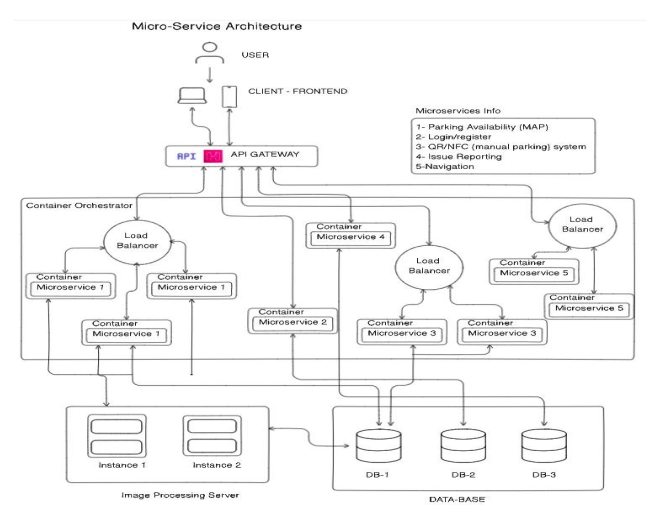 Micro-Service Architecture
USER
CLIENT - FRONTEND
Microservices Info
1- Parking Availability (MAP)
2- Login/register
3- QR/NFC (manual parking) system
4- Issue Reporting
5-Navigation
API API GATEWAY
Container Orchestrator
Load
Balancer
Container
Microservice 1
Container
Microservice 1
Container
Microservice 1
Container
Microservice 2
Container
Microservice 4
Load
Balancer
Container
Microservice 3
Container
Microservice 3
Load
Balancer
Container
Microservice 5
Container
Microservice 5
Instance 1
Instance 2
Image Processing Server
DB-1
DB-2
DB-3
DATA-BASE